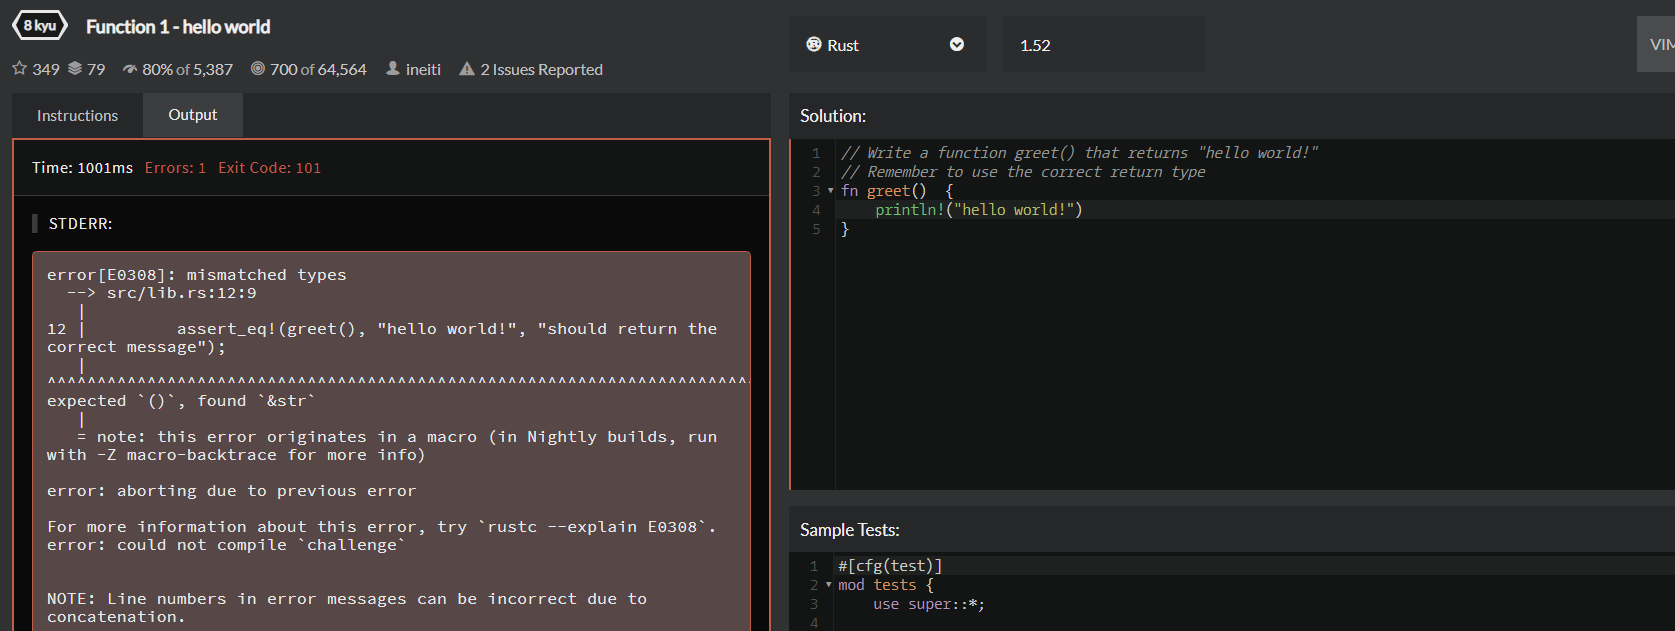 8 kyu
Function 1 - hello world
349 79 80% of 5,387 700 of 64,564 ineiti 2 Issues Reported
Rust
1.52
Instructions Output
Time: 1001ms Errors: 1 Exit Code: 101
STDERR:
error[E0308]: mismatched types
  --> src/lib.rs:12:9
   |
12 |         assert_eq!(greet(), "hello world!", "should return the
correct message");
   |
^^^^^^^^^^^^^^^^^^^^^^^^^^^^^^^^^^^^^^^^^^^^^^^^^^^^^^^^^^^^^^^^^^^^^^
expected `()`, found `&str`
   |
   = note: this error originates in a macro (in Nightly builds, run
with -Z macro-backtrace for more info)
error: aborting due to previous error
For more information about this error, try `rustc --explain E0308`.
error: could not compile `challenge`
NOTE: Line numbers in error messages can be incorrect due to
concatenation.
Solution:
1 // Write a function greet() that returns "hello world!"
2 // Remember to use the correct return type
3 fn greet()  {
4     println!("hello world!")
5 }
Sample Tests:
1 #[cfg(test)]
2 mod tests {
3     use super::*;
4